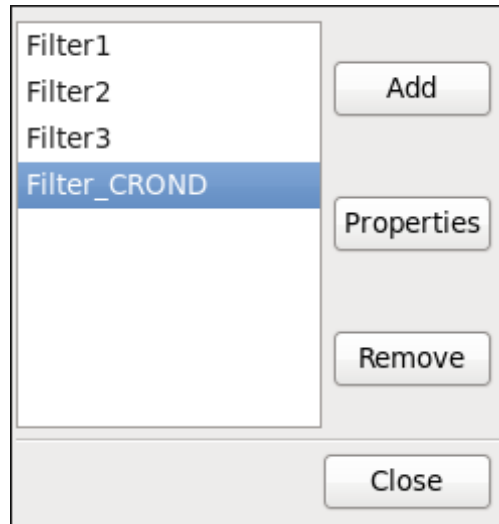 Filter1
Filter2
Filter3
Filter_CROND
Add
Properties
Remove
Close